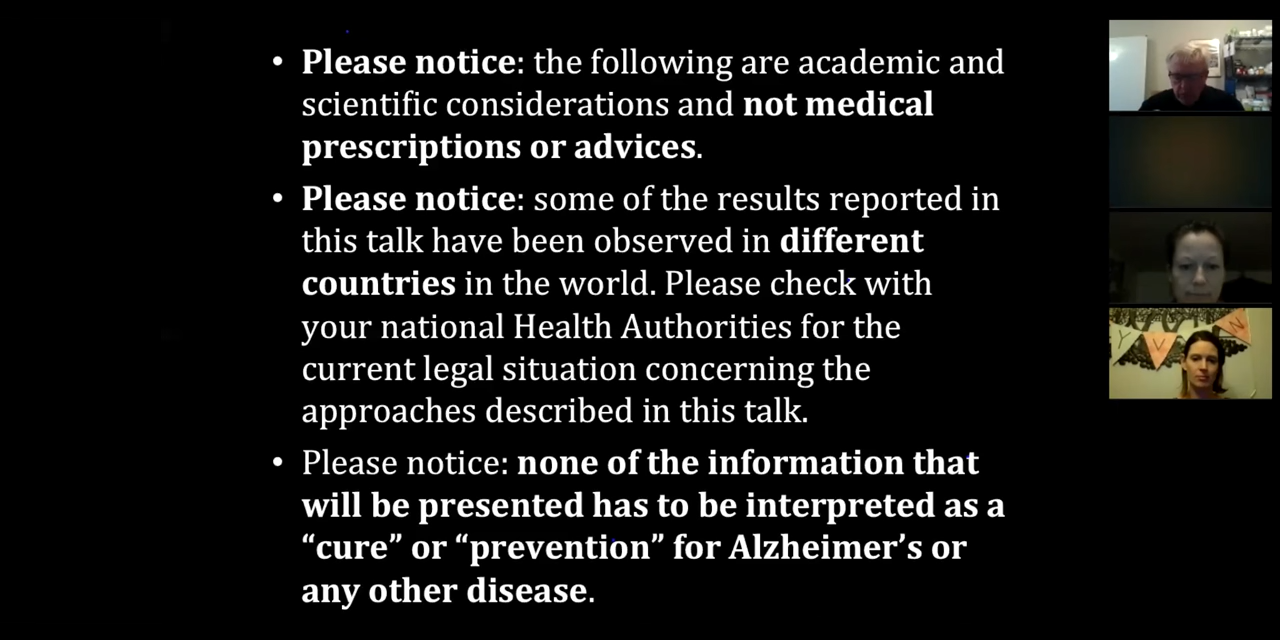 • Please notice: the following are academic and
scientific considerations and not medical
prescriptions or advices.
• Please notice: some of the results reported in
this talk have been observed in different
countries in the world. Please check with
your national Health Authorities for the
current legal situation concerning the
approaches described in this talk.
• Please notice: none of the information that
will be presented has to be interpreted as a
“cure” or “prevention” for Alzheimer’s or
any other disease.
Y V N